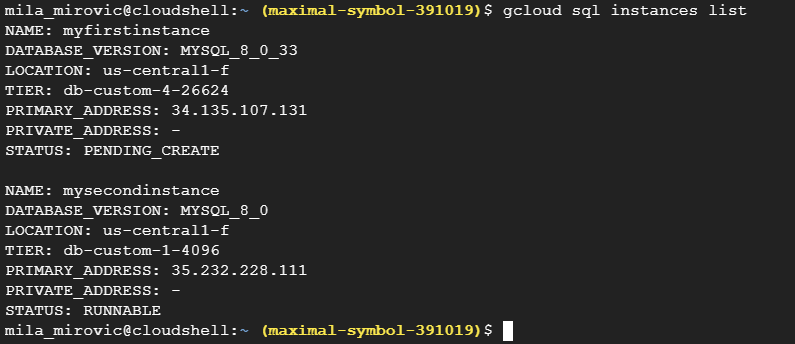 mila_mirovic@cloudshell:~ (maximal-symbol-391019)$ gcloud sql instances list
NAME: myfirstinstance
DATABASE_VERSION: MYSQL_8_0_33
LOCATION: us-central1-f
TIER: db-custom-4-26624
PRIMARY_ADDRESS: 34.135.107.131
PRIVATE_ADDRESS: -
STATUS: PENDING_CREATE

NAME: mysecondinstance
DATABASE_VERSION: MYSQL_8_0
LOCATION: us-central1-f
TIER: db-custom-1-4096
PRIMARY_ADDRESS: 35.232.228.111
PRIVATE_ADDRESS: -
STATUS: RUNNABLE
mila_mirovic@cloudshell:~ (maximal-symbol-391019)$